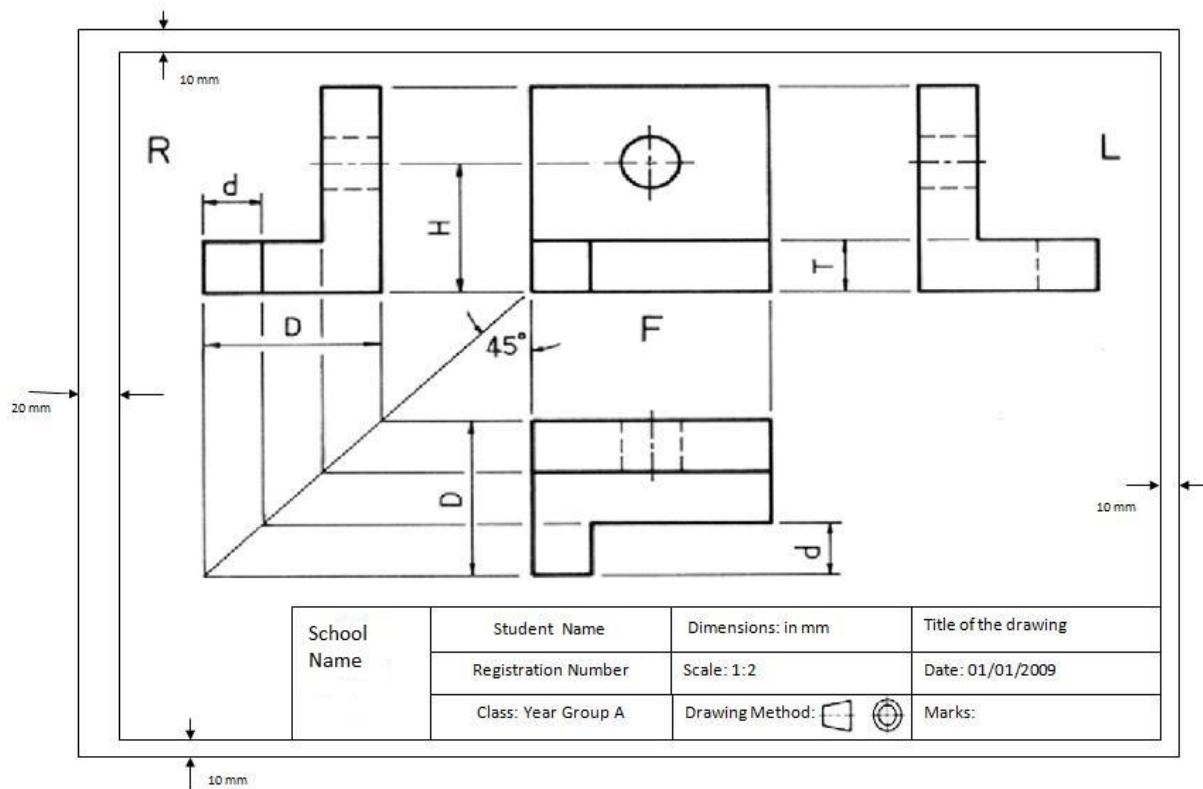 10 mm
R
L
d
H
T
D
45°
F
20 mm
D
d
10 mm
School
Name
Student Name
Dimensions: in mm
Title of the drawing
Registration Number
Scale: 1:2
Date: 01/01/2009
Class: Year Group A
Drawing Method:
Marks:
10 mm